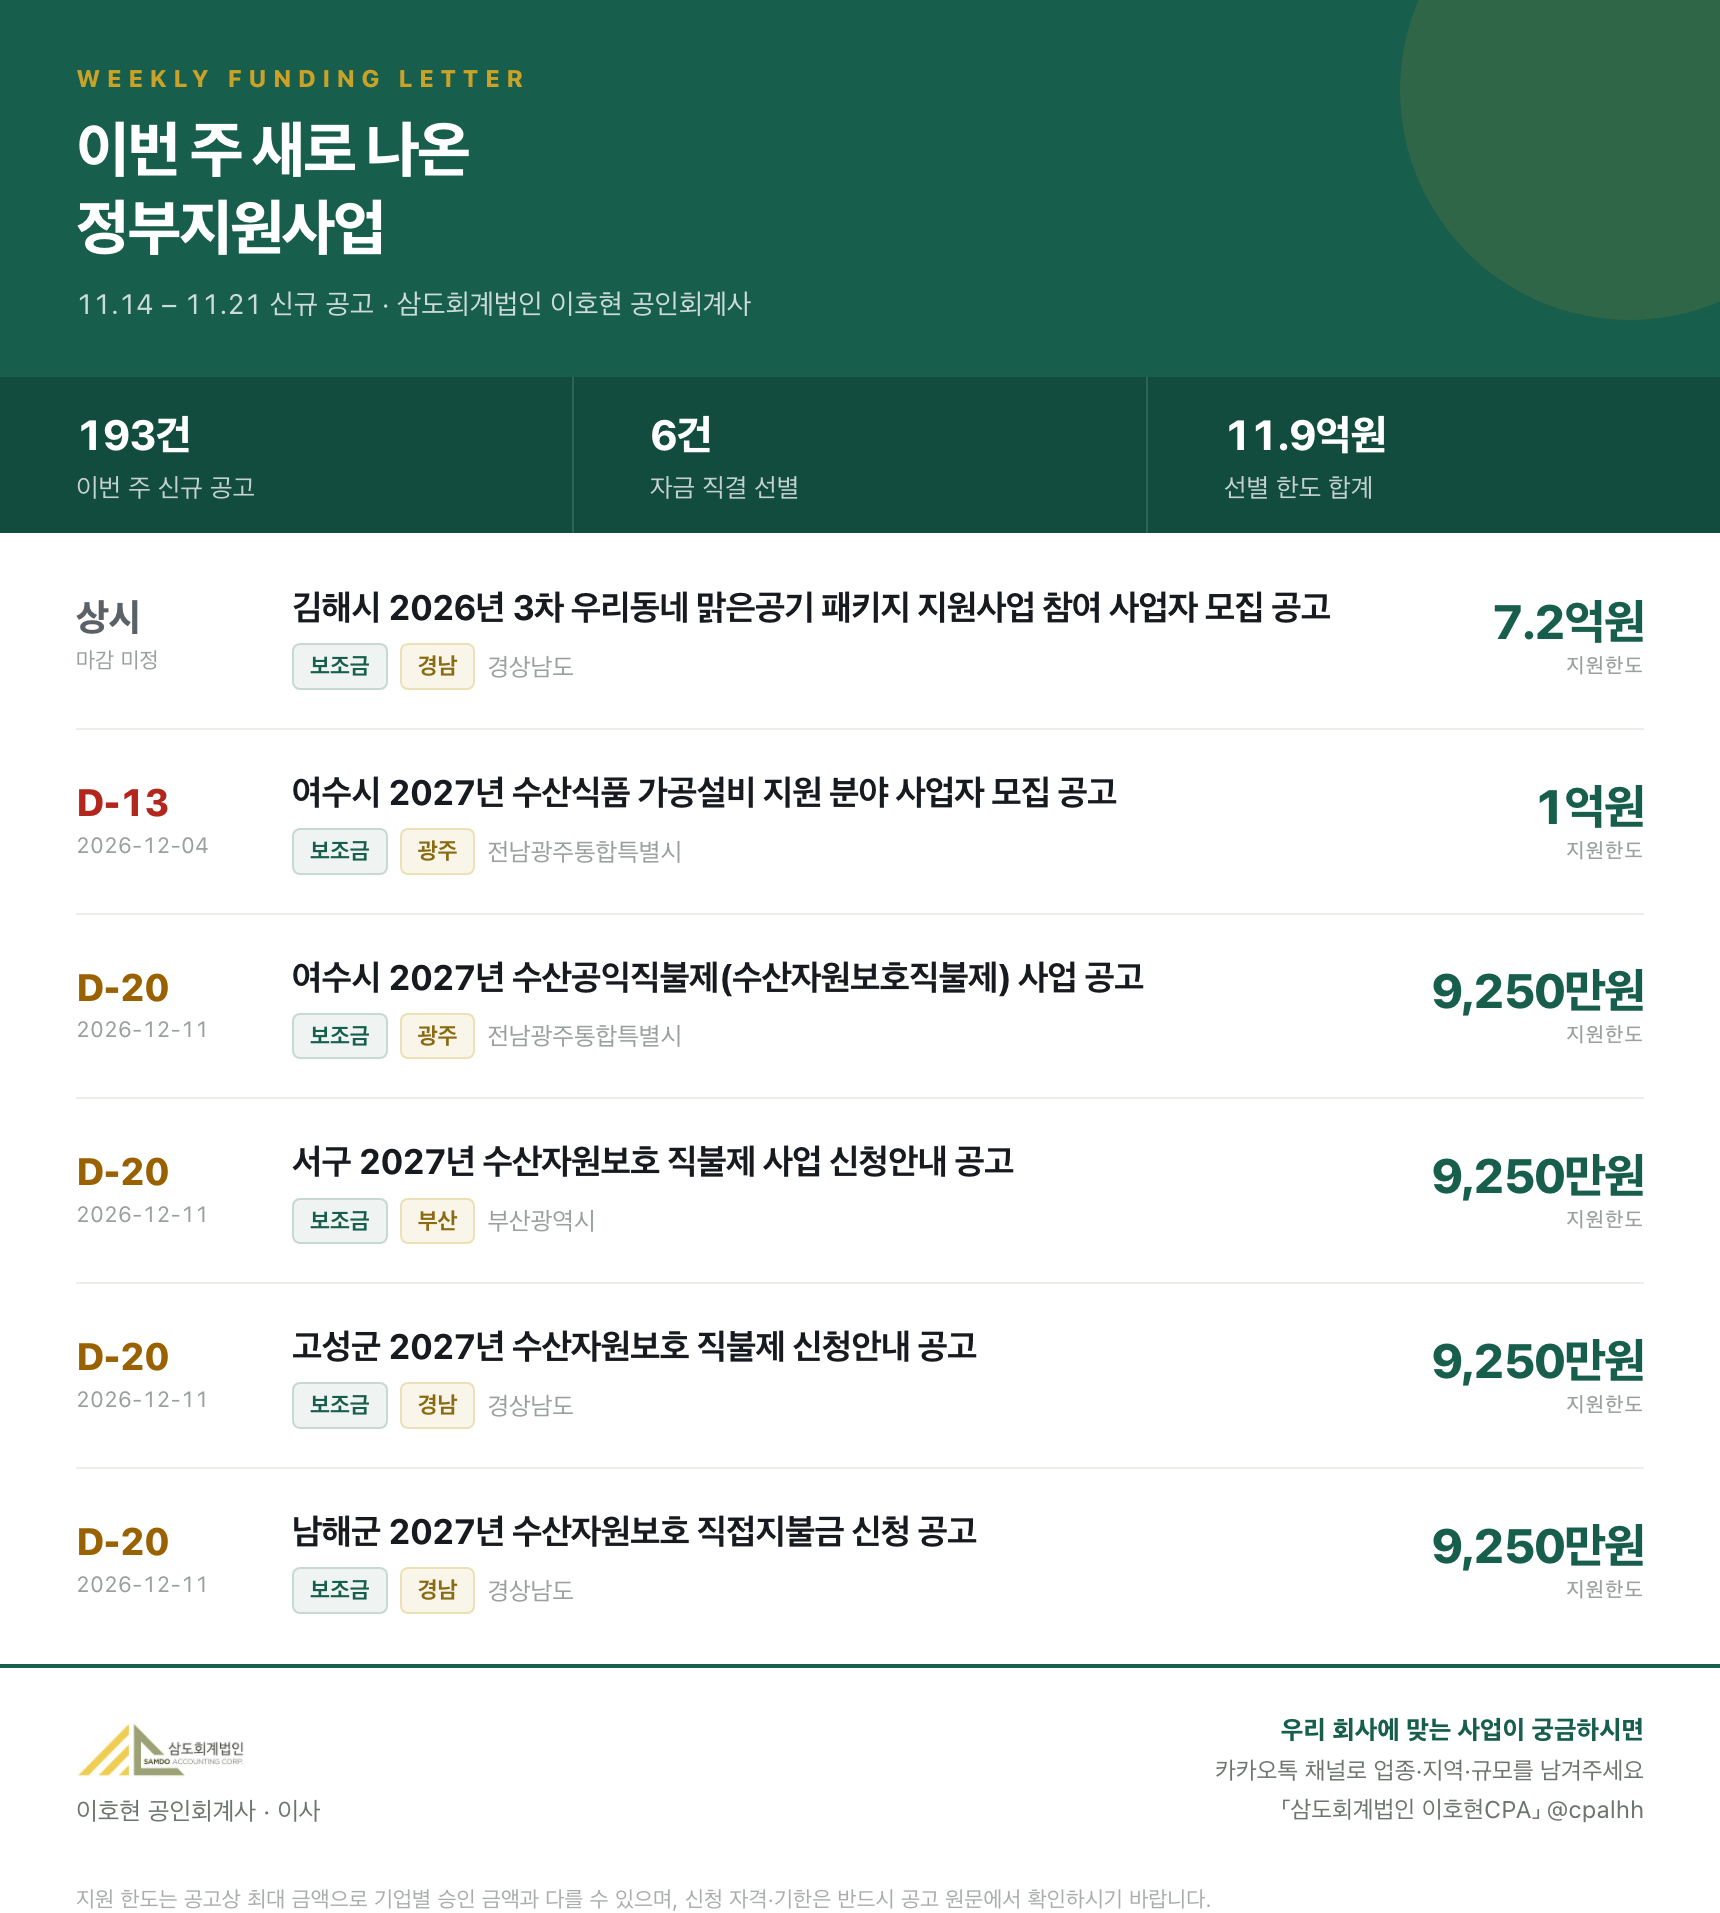 WEEKLY FUNDING LETTER
이번 주 새로 나온
정부지원사업
11.14 – 11.21 신규 공고 · 삼도회계법인 이호현 공인회계사
193건
이번 주 신규 공고
6건
자금 직결 선별
11.9억원
선별 한도 합계
상시
마감 미정
김해시 2026년 3차 우리동네 맑은공기 패키지 지원사업 참여 사업자 모집 공고
보조금 경남 경상남도
7.2억원
지원한도
D-13
2026-12-04
여수시 2027년 수산식품 가공설비 지원 분야 사업자 모집 공고
보조금 광주 전남광주통합특별시
1억원
지원한도
D-20
2026-12-11
여수시 2027년 수산공익직불제(수산자원보호직불제) 사업 공고
보조금 광주 전남광주통합특별시
9,250만원
지원한도
D-20
2026-12-11
서구 2027년 수산자원보호 직불제 사업 신청안내 공고
보조금 부산 부산광역시
9,250만원
지원한도
D-20
2026-12-11
고성군 2027년 수산자원보호 직불제 신청안내 공고
보조금 경남 경상남도
9,250만원
지원한도
D-20
2026-12-11
남해군 2027년 수산자원보호 직접지불금 신청 공고
보조금 경남 경상남도
9,250만원
지원한도
삼도회계법인
SAMDO ACCOUNTING CORP.
이호현 공인회계사 · 이사
우리 회사에 맞는 사업이 궁금하시면
카카오톡 채널로 업종·지역·규모를 남겨주세요
「삼도회계법인 이호현CPA」 @cpalhh
지원 한도는 공고상 최대 금액으로 기업별 승인 금액과 다를 수 있으며, 신청 자격·기한은 반드시 공고 원문에서 확인하시기 바랍니다.